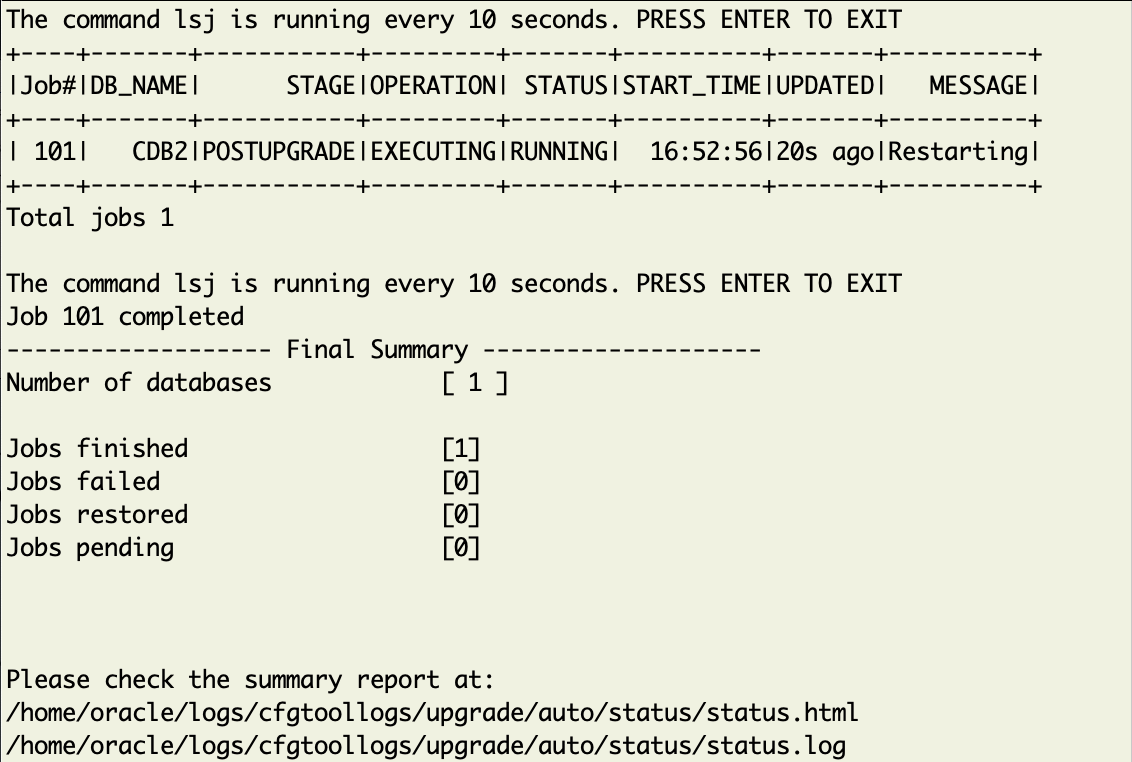 The command lsj is running every 10 seconds. PRESS ENTER TO EXIT
+----+-------+-----------+---------+-------+----------+-------+----------+
|Job#|DB_NAME|      STAGE|OPERATION| STATUS|START_TIME|UPDATED|   MESSAGE|
+----+-------+-----------+---------+-------+----------+-------+----------+
| 101|   CDB2|POSTUPGRADE|EXECUTING|RUNNING|  16:52:56|20s ago|Restarting|
+----+-------+-----------+---------+-------+----------+-------+----------+
Total jobs 1
The command lsj is running every 10 seconds. PRESS ENTER TO EXIT
Job 101 completed
------------------- Final Summary --------------------
Number of databases            [ 1 ]
Jobs finished                  [1]
Jobs failed                    [0]
Jobs restored                  [0]
Jobs pending                   [0]
Please check the summary report at:
/home/oracle/logs/cfgtoollogs/upgrade/auto/status/status.html
/home/oracle/logs/cfgtoollogs/upgrade/auto/status/status.log